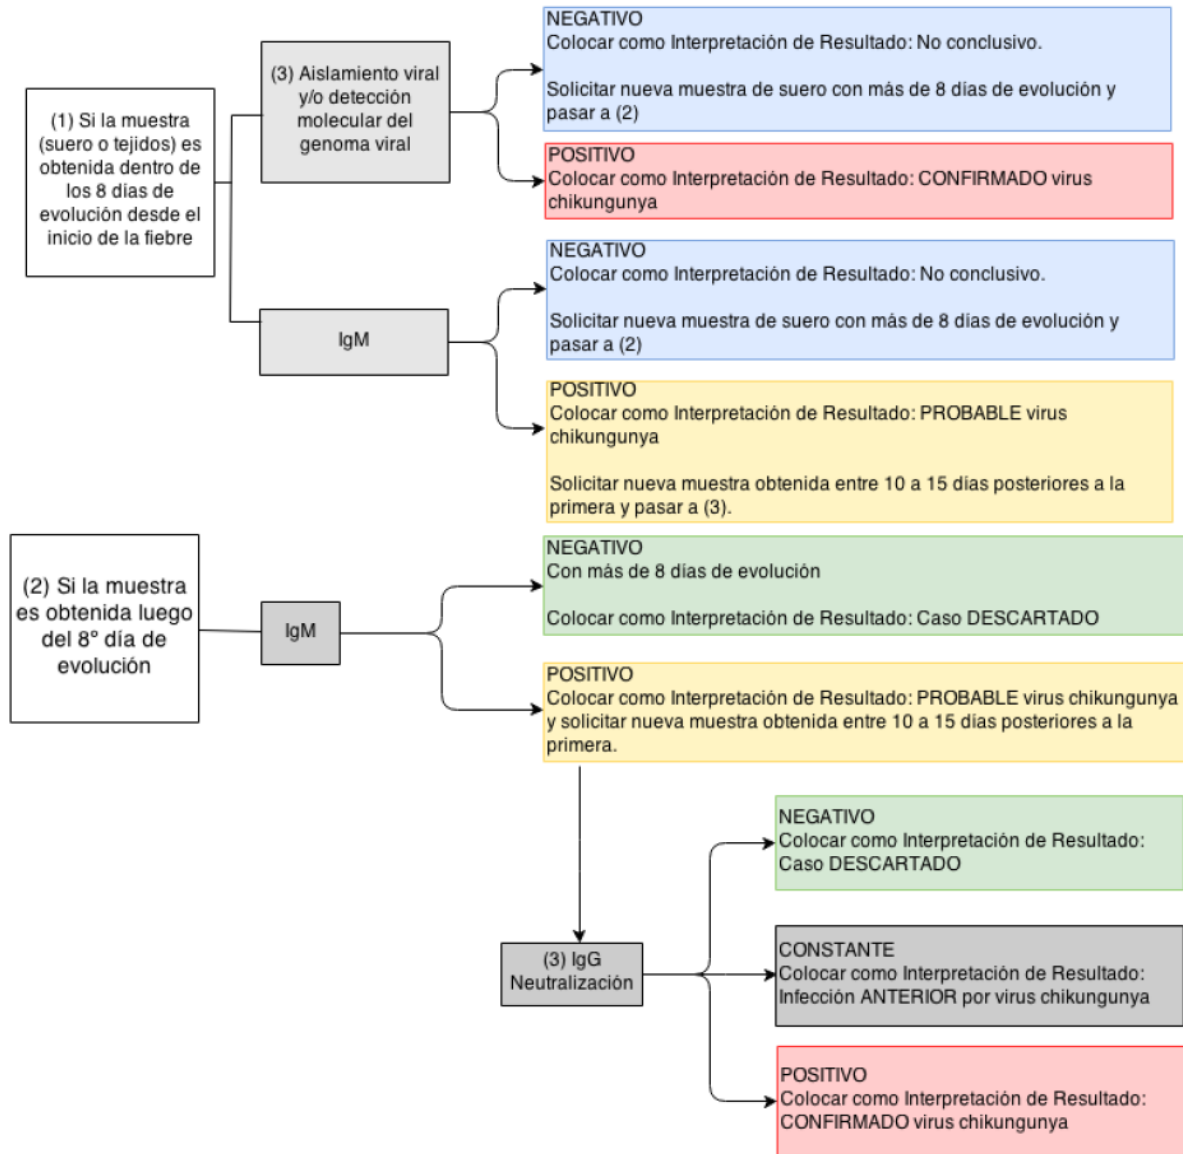 (1) Si la muestra
(suero o tejidos) es
obtenida dentro de
los 8 días de
evolución desde el
inicio de la fiebre
(3) Aislamiento viral
y/o detección
molecular del
genoma viral
NEGATIVO
Colocar como Interpretación de Resultado: No conclusivo.
Solicitar nueva muestra de suero con más de 8 días de evolución y
pasar a (2)
POSITIVO
Colocar como Interpretación de Resultado: CONFIRMADO virus
chikungunya
IgM
NEGATIVO
Colocar como Interpretación de Resultado: No conclusivo.
Solicitar nueva muestra de suero con más de 8 días de evolución y
pasar a (2)
POSITIVO
Colocar como Interpretación de Resultado: PROBABLE virus
chikungunya
Solicitar nueva muestra obtenida entre 10 a 15 días posteriores a la
primera y pasar a (3).
(2) Si la muestra
es obtenida luego
del 8º día de
evolución
IgM
NEGATIVO
Con más de 8 días de evolución
Colocar como Interpretación de Resultado: Caso DESCARTADO
POSITIVO
Colocar como Interpretación de Resultado: PROBABLE virus chikungunya
y solicitar nueva muestra obtenida entre 10 a 15 días posteriores a la
primera.
(3) IgG
Neutralización
NEGATIVO
Colocar como Interpretación de Resultado:
Caso DESCARTADO
CONSTANTE
Colocar como Interpretación de Resultado:
Infección ANTERIOR por virus chikungunya
POSITIVO
Colocar como Interpretación de Resultado:
CONFIRMADO virus chikungunya